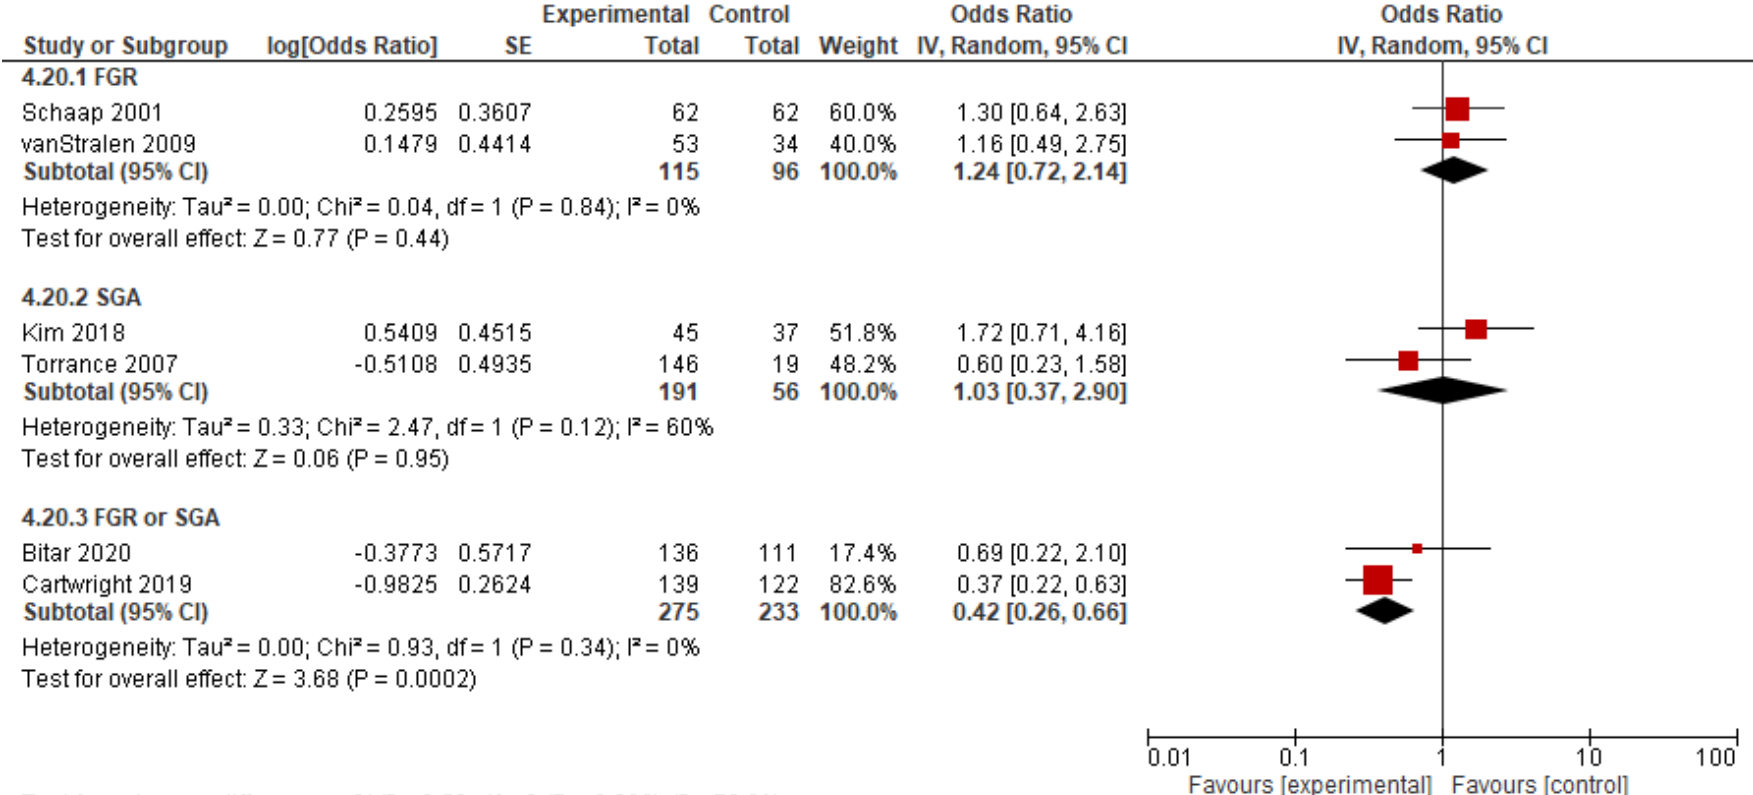 Experimental Control Odds Ratio Odds Ratio
Study or Subgroup log[Odds Ratio] SE Total Total Weight IV, Random, 95% CI IV, Random, 95% CI
4.20.1 FGR
Schaap 2001 0.2595 0.3607 62 62 60.0% 1.30 [0.64, 2.63]
vanStralen 2009 0.1479 0.4414 53 34 40.0% 1.16 [0.49, 2.75]
Subtotal (95% CI) 115 96 100.0% 1.24 [0.72, 2.14]
Heterogeneity: Tau² = 0.00; Chi² = 0.04, df = 1 (P = 0.84); I² = 0%
Test for overall effect: Z = 0.77 (P = 0.44)
4.20.2 SGA
Kim 2018 0.5409 0.4515 45 37 51.8% 1.72 [0.71, 4.16]
Torrance 2007 -0.5108 0.4935 146 19 48.2% 0.60 [0.23, 1.58]
Subtotal (95% CI) 191 56 100.0% 1.03 [0.37, 2.90]
Heterogeneity: Tau² = 0.33; Chi² = 2.47, df = 1 (P = 0.12); I² = 60%
Test for overall effect: Z = 0.06 (P = 0.95)
4.20.3 FGR or SGA
Bitar 2020 -0.3773 0.5717 136 111 17.4% 0.69 [0.22, 2.10]
Cartwright 2019 -0.9825 0.2624 139 122 82.6% 0.37 [0.22, 0.63]
Subtotal (95% CI) 275 233 100.0% 0.42 [0.26, 0.66]
Heterogeneity: Tau² = 0.00; Chi² = 0.93, df = 1 (P = 0.34); I² = 0%
Test for overall effect: Z = 3.68 (P = 0.0002)
0.01 0.1 1 10 100
Favours [experimental] Favours [control]